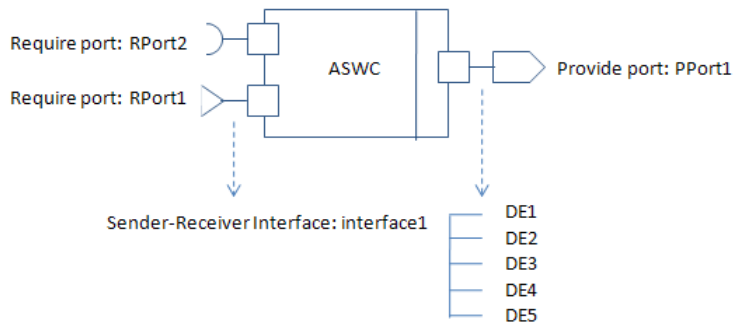 Require port: RPort2
ASWC
Provide port: PPort1
Require port: RPort1
Sender-Receiver Interface: interface1
DE1
DE2
DE3
DE4
DE5